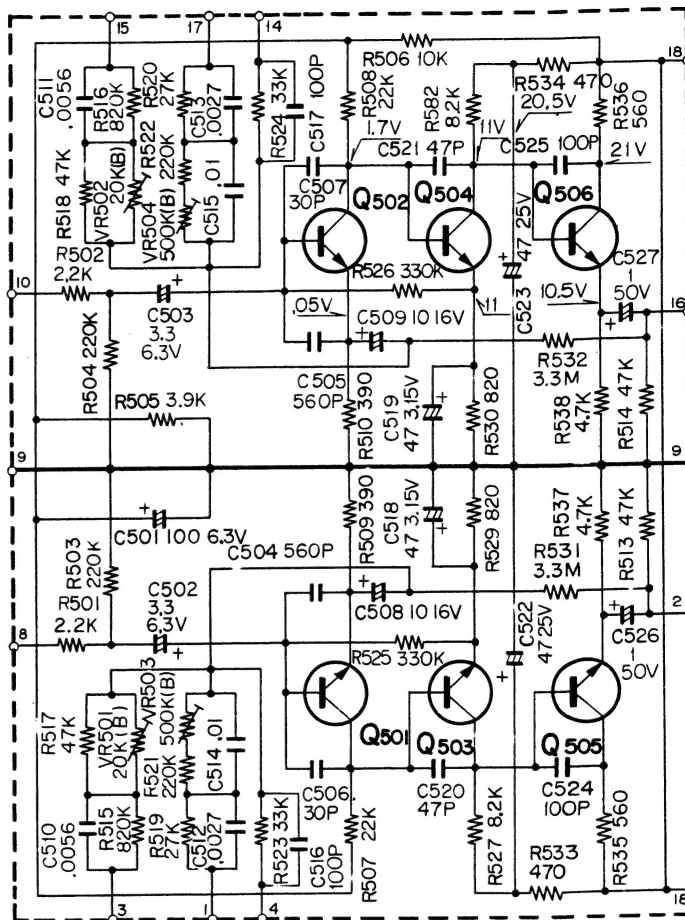 15
17
14
18
C511
.0056
R516
820K
R520
27K
C513
.0027
R524 33K
C517 100P
R506 10K
R508
22K
R582
8.2K
R534 470
20.5V
R536
560
R518 47K
VR502
20K(B)
R522
220K
VR504
500K(B)
C515 .01
1.7V
C521 47P
11V
C525 100P
21V
C507
30P
Q502
Q504
Q506
R502
2.2K
10
C503
3.3
6.3V
R526 330K
C523 47 25V
C527
1
50V
.05V
C509 10 16V
.11
10.5V
16
R504 220K
C505
560P
R532
3.3M
R505 3.9K
R510 390
C519
47 3.15V
R530 820
R538
4.7K
R514 47K
9
9
C501 100 6.3V
R509 390
C518
47 3.15V
R529 820
R537
4.7K
R513 47K
R503
220K
C504 560P
R531
3.3M
R501
2.2K
C502
3.3
6.3V
C508 10 16V
C522
47 25V
2
8
R525 330K
C526
1
50V
R517
47K
VR501
20K(B)
VR503
500K(B)
R521
220K
C514 .01
Q501
Q503
Q505
C506
30P
C520
47P
C524
100P
C510
.0056
R515
820K
R519
27K
C512
.0027
R523 33K
C516
100P
R507 22K
R527 8.2K
R533
470
R535 560
3
1
4
18